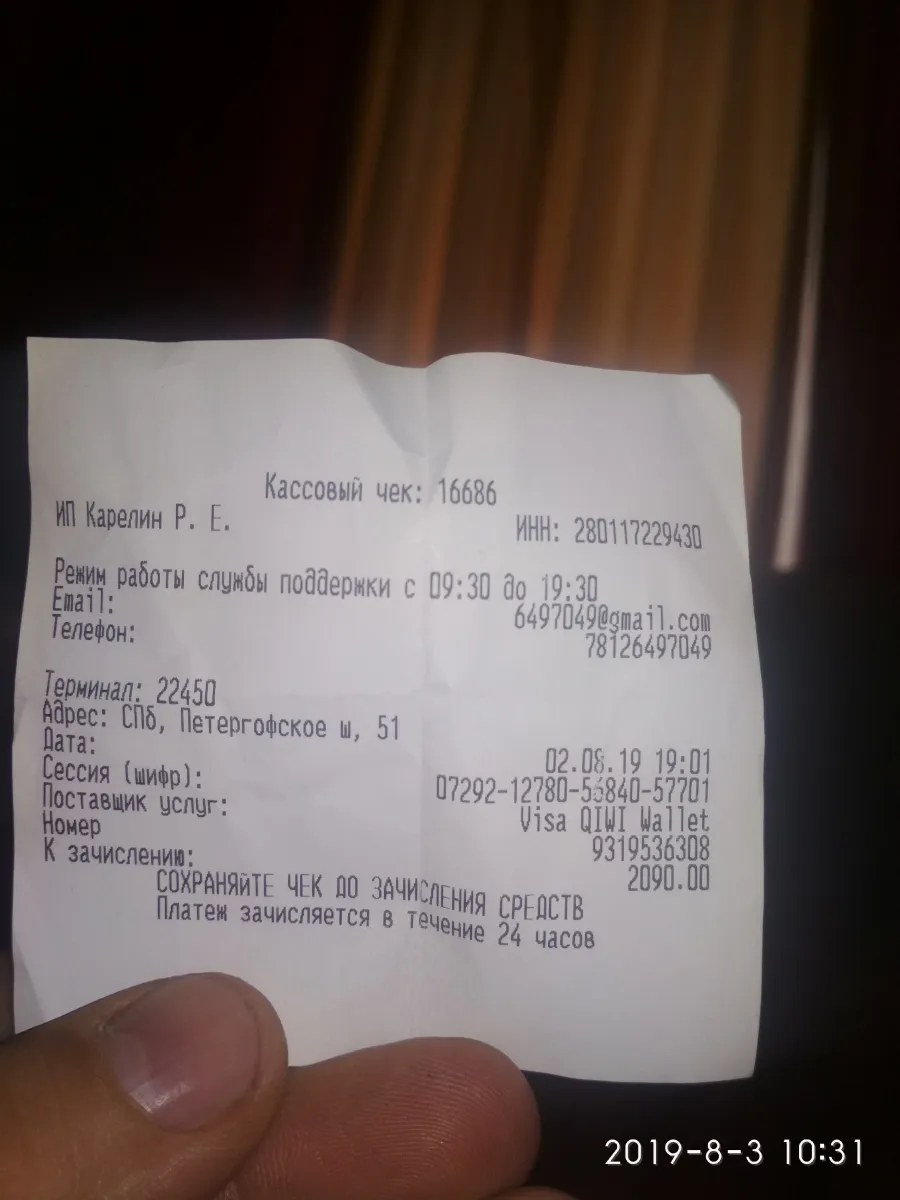 Кассовый чек: 16686
ИП Карелин Р. Е.
ИНН: 280117229430
Режим работы службы поддержки с 09:30 до 19:30
Email: 6497049@gmail.com
Телефон: 78126497049
Терминал: 22450
Адрес: СПб, Петергофское ш, 51
Дата: 02.08.19 19:01
Сессия (шифр): 07292-12780-56840-57701
Поставщик услуг: Visa QIWI Wallet
Номер 9319536308
К зачислению: 2090.00
СОХРАНЯЙТЕ ЧЕК ДО ЗАЧИСЛЕНИЯ СРЕДСТВ
Платеж зачисляется в течение 24 часов
2019-8-3 10:31